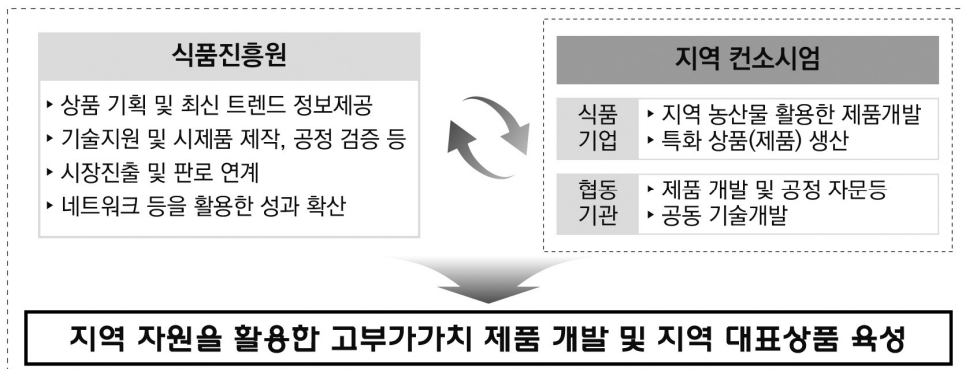 식품진흥원
‣ 상품 기획 및 최신 트렌드 정보제공
‣ 기술지원 및 시제품 제작, 공정 검증 등
‣ 시장진출 및 판로 연계
‣ 네트워크 등을 활용한 성과 확산
지역 컨소시엄
식품
기업
‣ 지역 농산물 활용한 제품개발
‣ 특화 상품(제품) 생산
협동
기관
‣ 제품 개발 및 공정 자문등
‣ 공동 기술개발
지역 자원을 활용한 고부가가치 제품 개발 및 지역 대표상품 육성